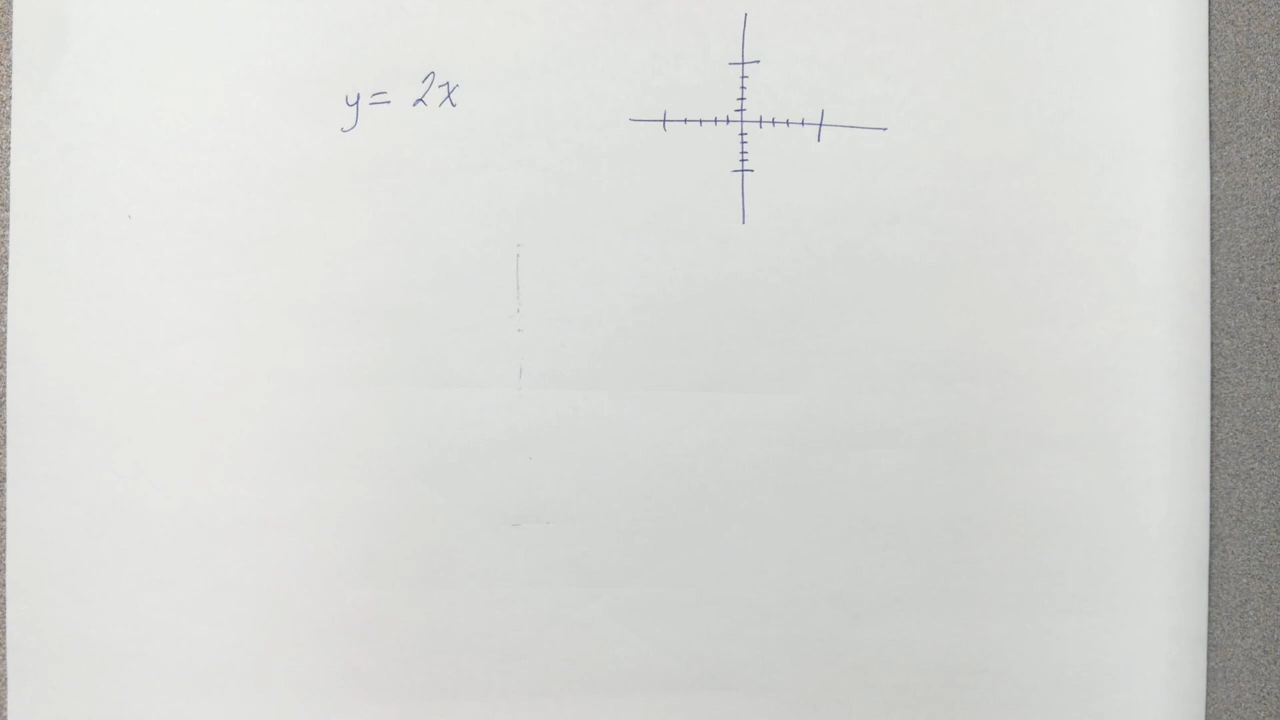 y = 2x